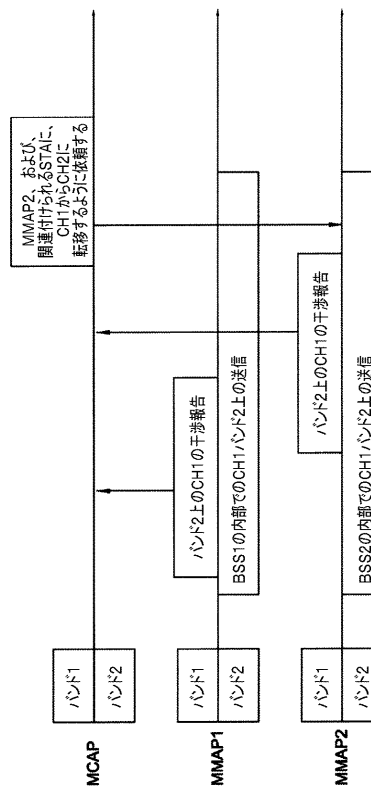 MCAP
バンド1
バンド2
MMAP2、および、
関連付けられるSTAに、
CH1からCH2に
転移するように依頼する
MMAP1
バンド1
バンド2
バンド2上のCH1の干渉報告
BSS1の内部でのCH1バンド2上の送信
MMAP2
バンド1
バンド2
バンド2上のCH1の干渉報告
BSS2の内部でのCH1バンド2上の送信